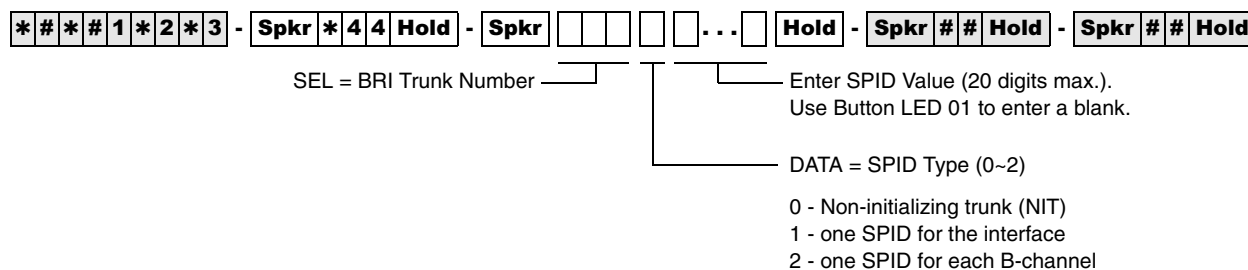 *#*#1*2*3 - Spkr *44 Hold - Spkr ... Hold - Spkr ## Hold - Spkr ## Hold
SEL = BRI Trunk Number
Enter SPID Value (20 digits max.).
Use Button LED 01 to enter a blank.
DATA = SPID Type (0~2)
0 - Non-initializing trunk (NIT)
1 - one SPID for the interface
2 - one SPID for each B-channel